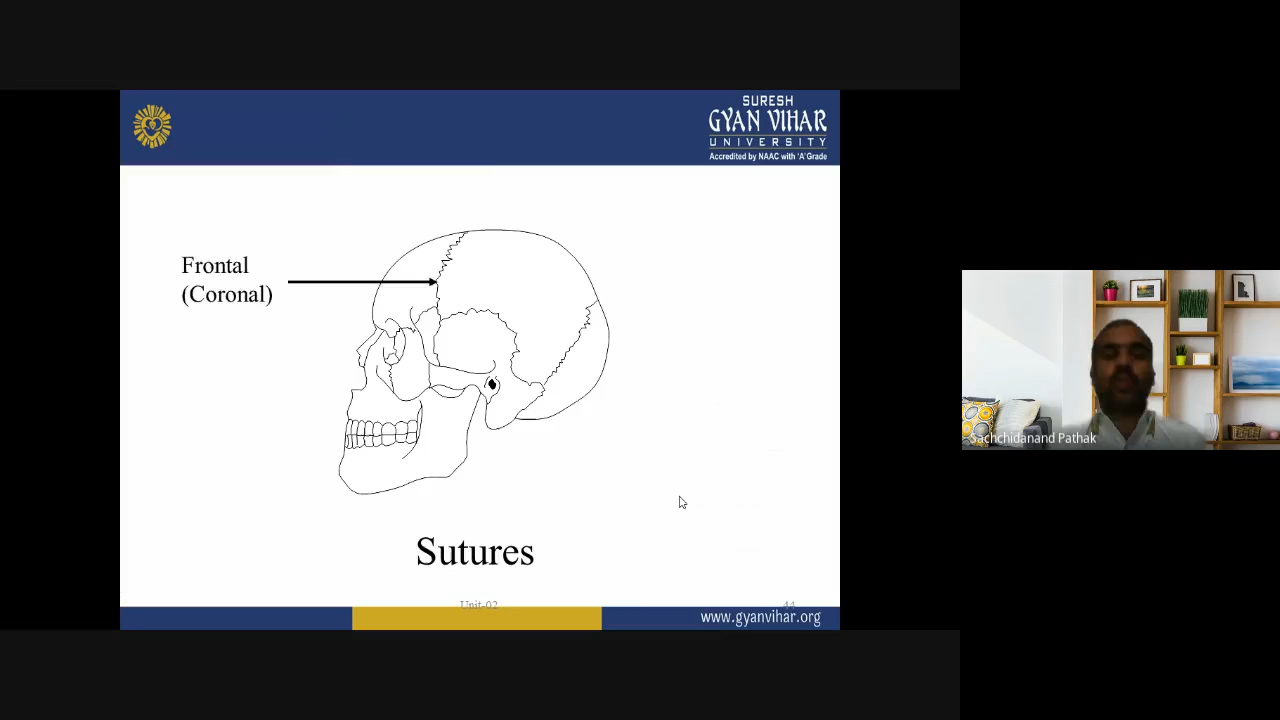 SURESH
GYAN VIHAR
UNIVERSITY
Accredited by NAAC with 'A' Grade
Frontal
(Coronal)
Sachchidanand Pathak
Sutures
Unit-02
44
www.gyanvihar.org